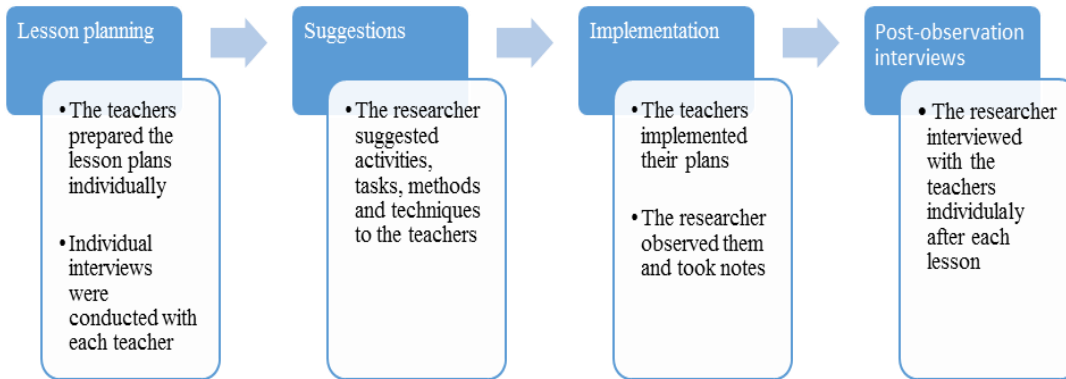 Lesson planning
• The teachers
prepared the
lesson plans
individually
• Individual
interviews
were
conducted with
each teacher
Suggestions
• The researcher
suggested
activities,
tasks, methods
and techniques
to the teachers
Implementation
• The teachers
implemented
their plans
• The researcher
observed them
and took notes
Post-observation
interviews
• The researcher
interviewed
with the
teachers
individulaly
after each
lesson